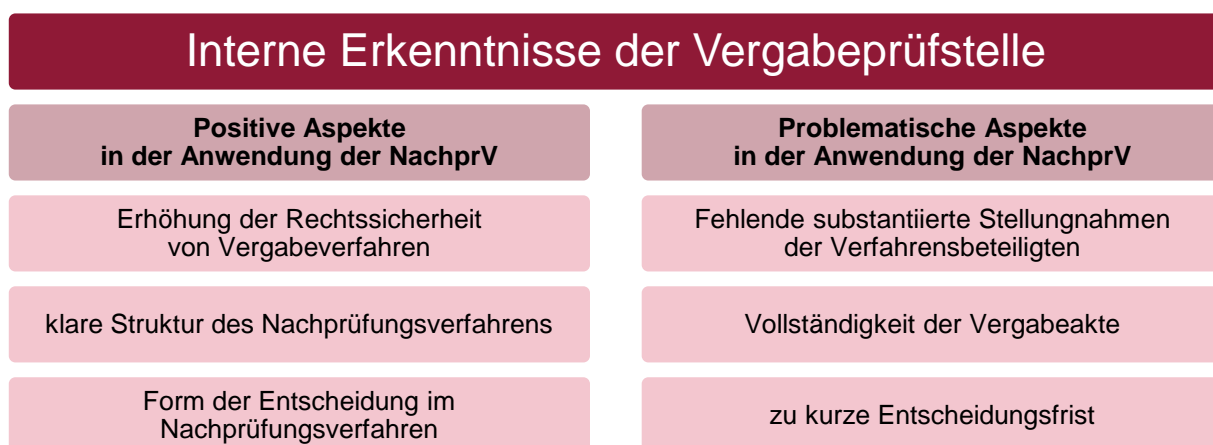 Interne Erkenntnisse der Vergabeprüfstelle
Positive Aspekte
in der Anwendung der NachprV
Erhöhung der Rechtssicherheit
von Vergabeverfahren
klare Struktur des Nachprüfungsverfahrens
Form der Entscheidung im
Nachprüfungsverfahren
Problematische Aspekte
in der Anwendung der NachprV
Fehlende substantiierte Stellungnahmen
der Verfahrensbeteiligten
Vollständigkeit der Vergabeakte
zu kurze Entscheidungsfrist